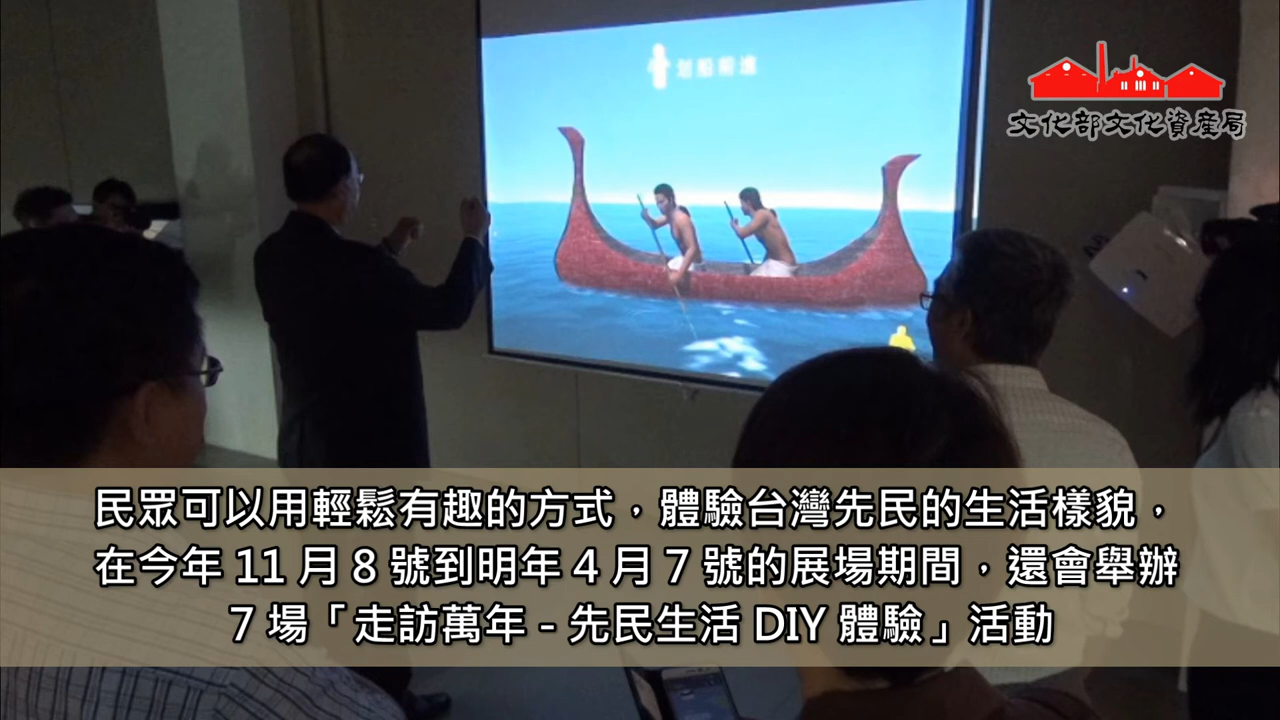 划船前進
文化部文化資產局
民眾可以用輕鬆有趣的方式，體驗台灣先民的生活樣貌，
在今年 11 月 8 號到明年 4 月 7 號的展場期間，還會舉辦
7 場「走訪萬年 - 先民生活 DIY 體驗」活動